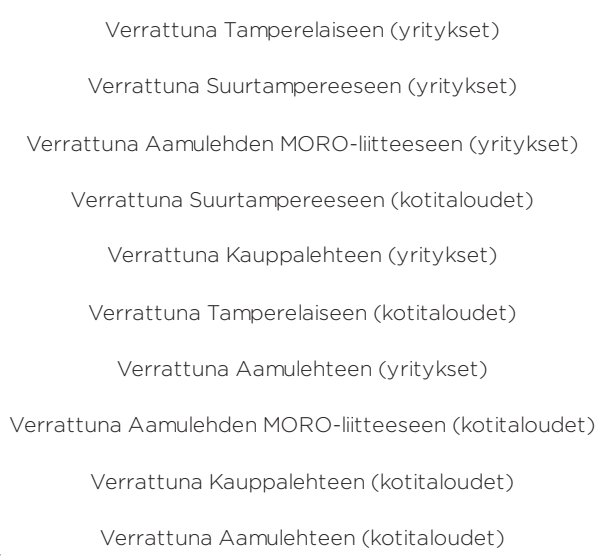 Verrattuna Tamperelaiseen (yritykset)
Verrattuna Suurtampereeseen (yritykset)
Verrattuna Aamulehden MORO-liitteeseen (yritykset)
Verrattuna Suurtampereeseen (kotitaloudet)
Verrattuna Kauppalehteen (yritykset)
Verrattuna Tamperelaiseen (kotitaloudet)
Verrattuna Aamulehteen (yritykset)
Verrattuna Aamulehden MORO-liitteeseen (kotitaloudet)
Verrattuna Kauppalehteen (kotitaloudet)
Verrattuna Aamulehteen (kotitaloudet)